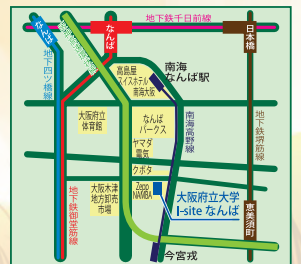 地下鉄千日前線
なんば
なんば
日本橋
地下鉄四つ橋線
高島屋
スイスホテル
南海大阪
南海
なんば駅
大阪府立
体育館
なんば
パークス
ヤマダ
電気
クボタ
南海高野線
地下鉄堺筋線
地下鉄御堂筋線
大阪木津
地方卸売
市場
Zepp
NAMBA
大阪府立大学
I-site なんば
恵美須町
今宮戎